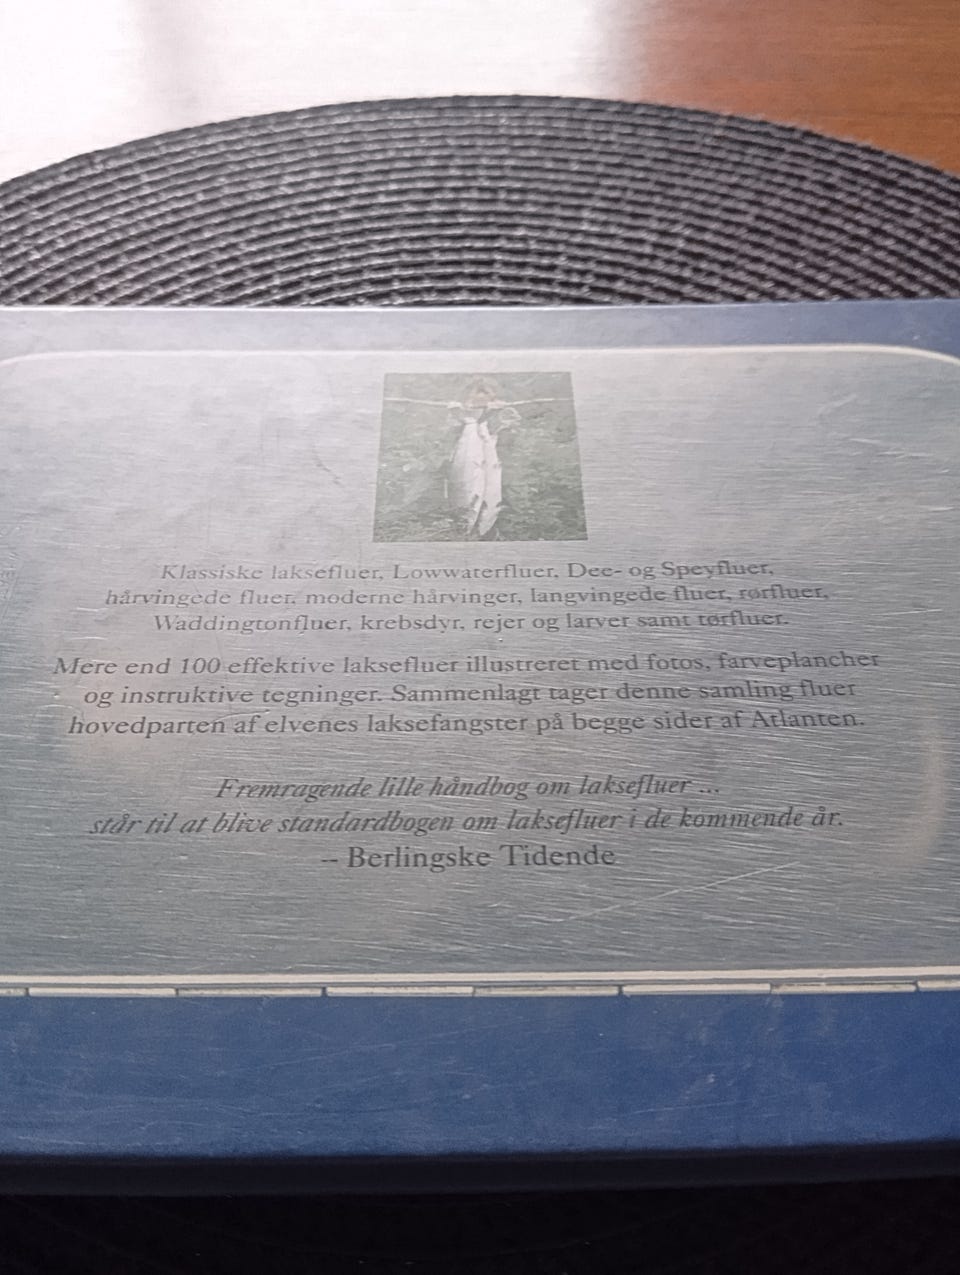 Klassiske laksefluer, Lowwaterfluer, Dee- og Speyfluer,
hårvingede fluer, moderne hårvinger, langvingede fluer, rørfluer,
Waddingtonfluer, krebsdyr, rejer og larver samt tørfluer.
Mere end 100 effektive laksefluer illustreret med fotos, farveplancher
og instruktive tegninger. Sammenlagt tager denne samling fluer
hovedparten af elvenes laksefangster på begge sider af Atlanten.
Fremragende lille håndbog om laksefluer ...
står til at blive standardbogen om laksefluer i de kommende år.
-- Berlingske Tidende